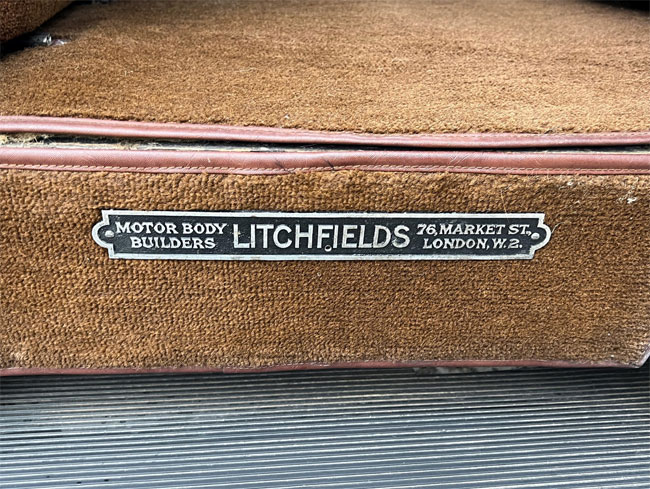 MOTOR BODY
BUILDERS
LITCHFIELDS
76, MARKET ST.,
LONDON, W.2.